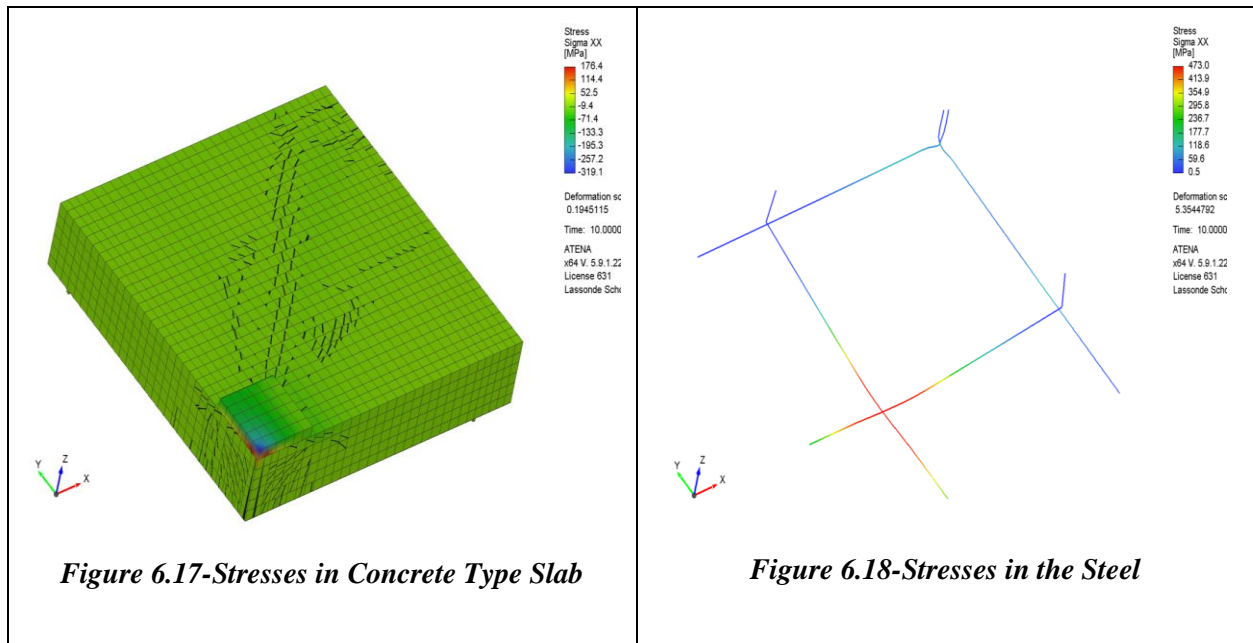 Stress
Sigma XX
[MPa]
176.4
114.4
52.5
-9.4
-71.4
-133.3
-195.3
-257.2
-319.1
Deformation sc
0.1945115
Time: 10.0000
ATENA
x64 V. 5.9.1.22
License 631
Lassonde Scho
Y
Z
X
Figure 6.17-Stresses in Concrete Type Slab
Stress
Sigma XX
[MPa]
473.0
413.9
354.9
295.8
236.7
177.7
118.6
59.6
0.5
Deformation sc
5.3544792
Time: 10.0000
ATENA
x64 V. 5.9.1.22
License 631
Lassonde Scho
Y
Z
X
Figure 6.18-Stresses in the Steel